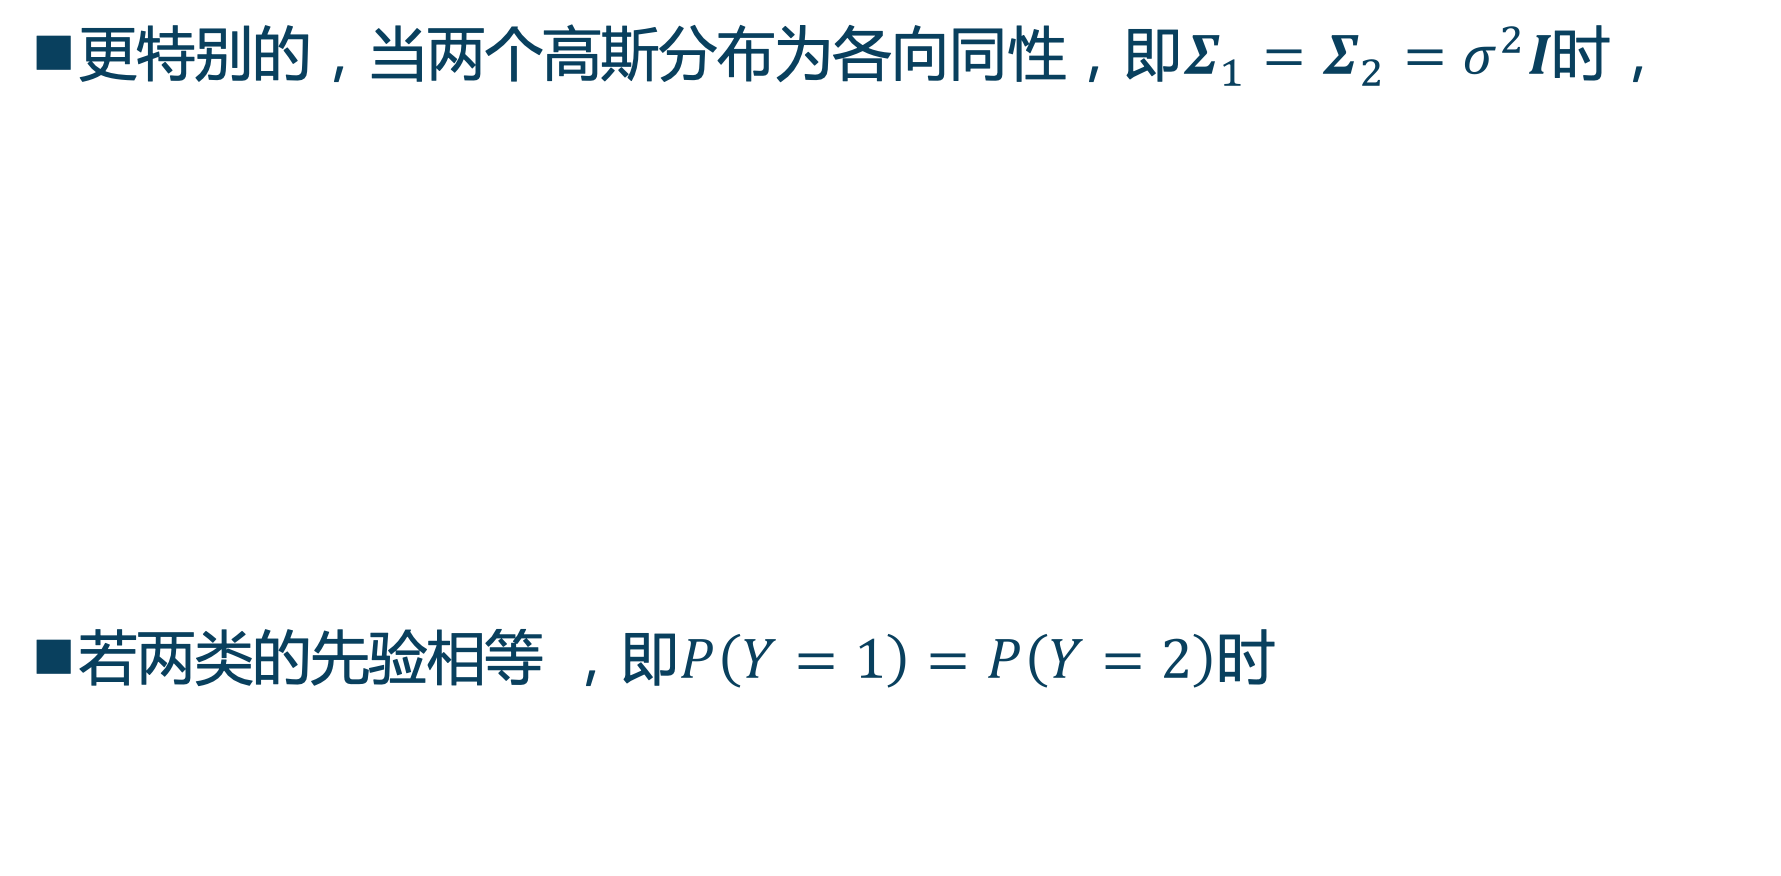 ■更特别的，当两个高斯分布为各向同性，即𝜮₁ = 𝜮₂ = 𝜎²𝑰时，
■若两类的先验相等 ，即𝑃(𝑌 = 1) = 𝑃(𝑌 = 2)时